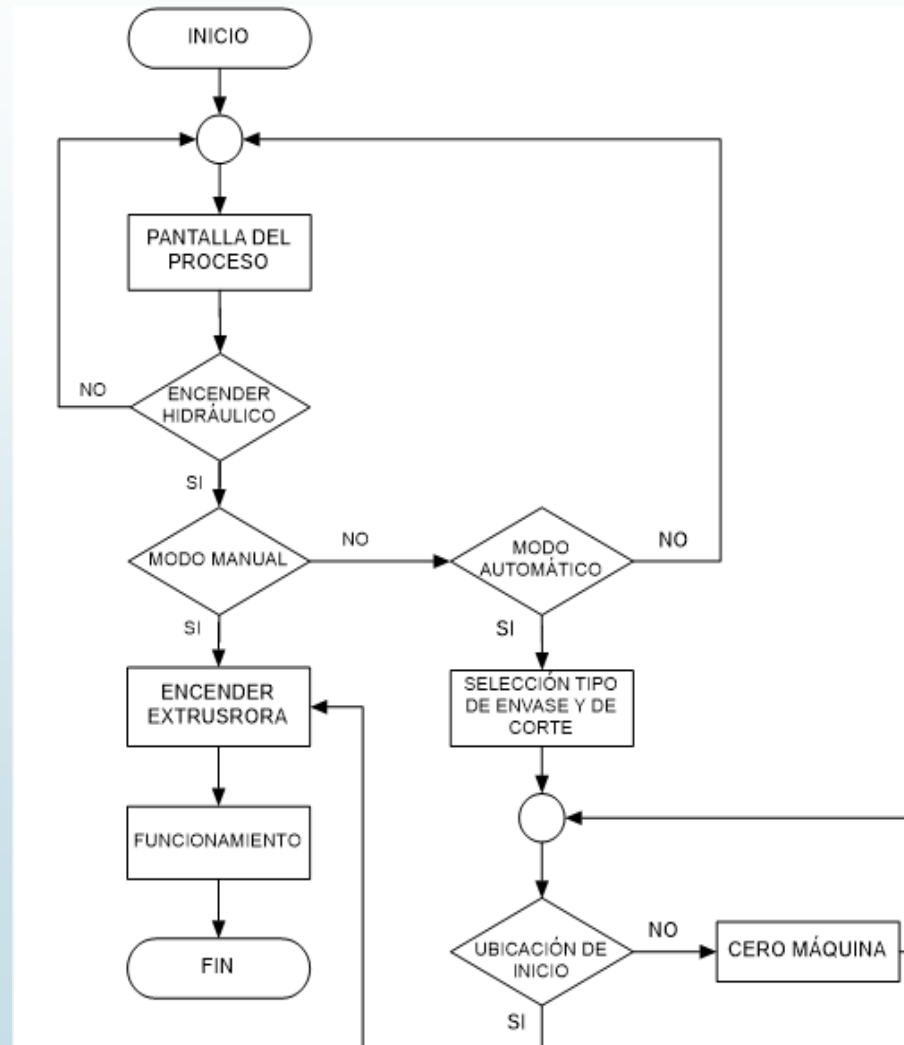 INICIO
PANTALLA DEL
PROCESO
NO
ENCENDER
HIDRÁULICO
SI
MODO MANUAL
NO
MODO
AUTOMÁTICO
NO
SI
SI
ENCENDER
EXTRUSRORA
SELECCIÓN TIPO
DE ENVASE Y DE
CORTE
FUNCIONAMIENTO
UBICACIÓN DE
INICIO
NO
CERO MÁQUINA
FIN
SI